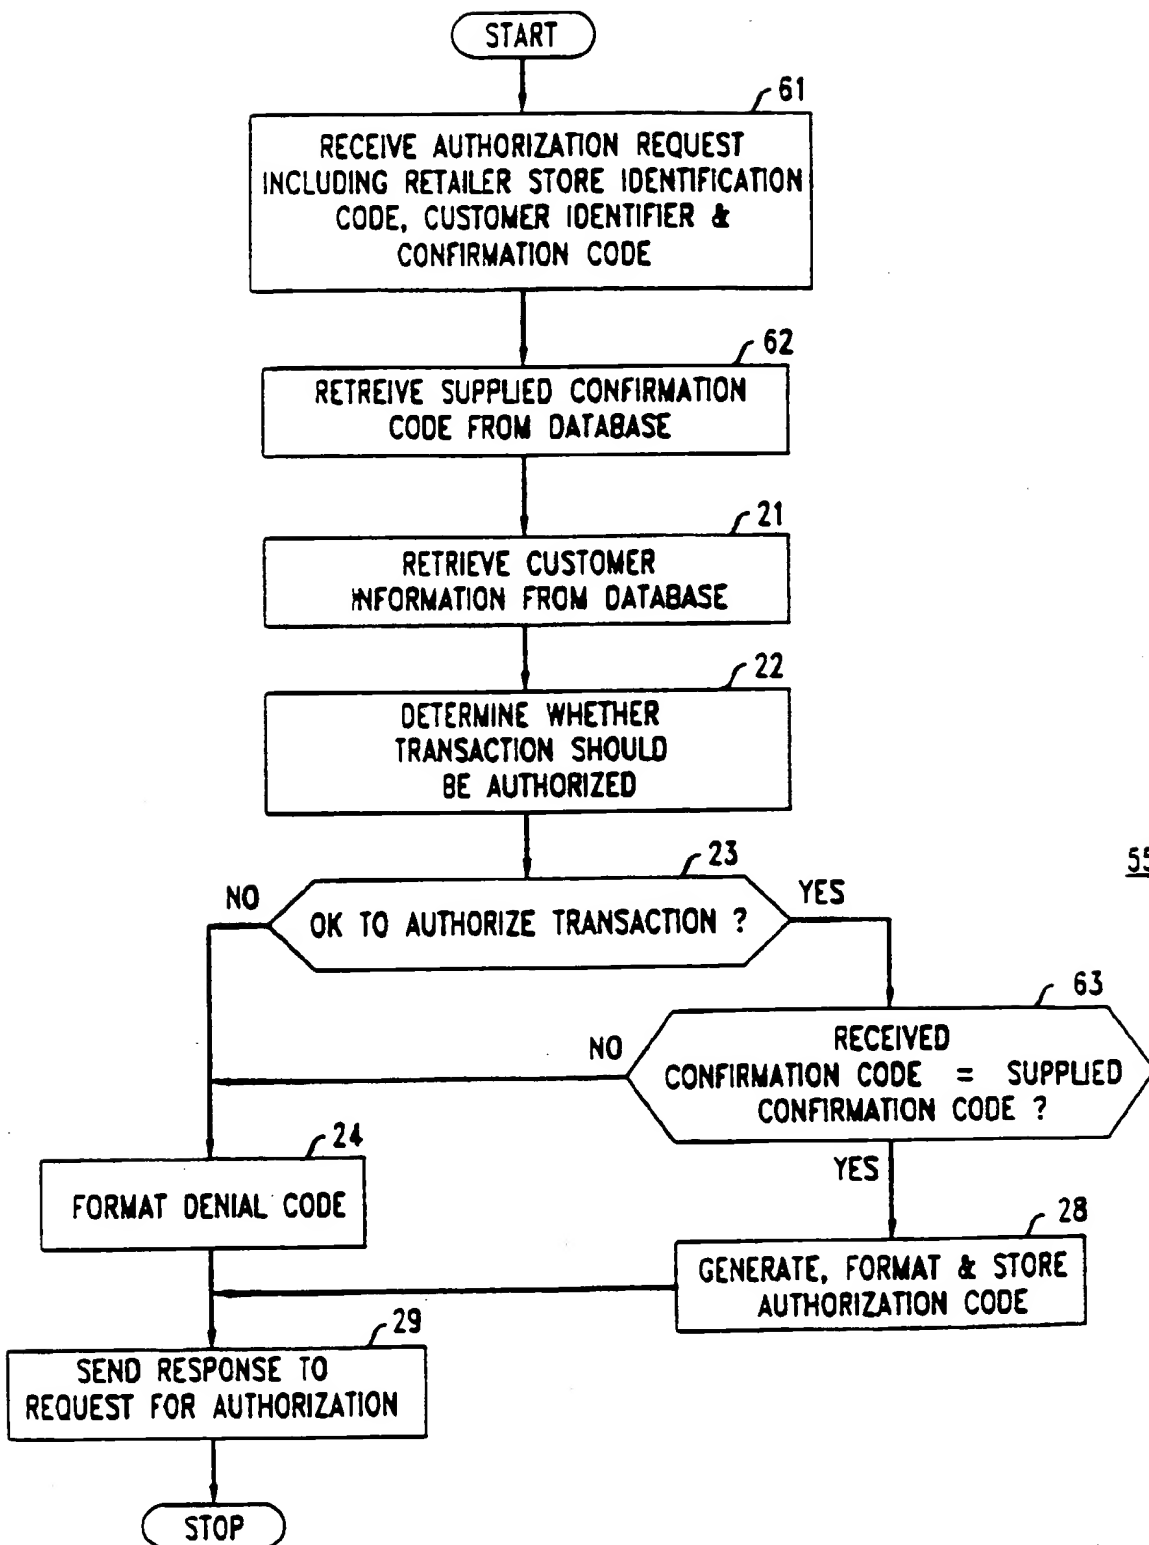 START
61
RECEIVE AUTHORIZATION REQUEST
INCLUDING RETAILER STORE IDENTIFICATION
CODE, CUSTOMER IDENTIFIER &
CONFIRMATION CODE
62
RETREIVE SUPPLIED CONFIRMATION
CODE FROM DATABASE
21
RETRIEVE CUSTOMER
INFORMATION FROM DATABASE
22
DETERMINE WHETHER
TRANSACTION SHOULD
BE AUTHORIZED
55
23
NO
YES
OK TO AUTHORIZE TRANSACTION ?
63
NO
RECEIVED
CONFIRMATION CODE = SUPPLIED
CONFIRMATION CODE ?
YES
24
FORMAT DENIAL CODE
28
GENERATE, FORMAT & STORE
AUTHORIZATION CODE
29
SEND RESPONSE TO
REQUEST FOR AUTHORIZATION
STOP